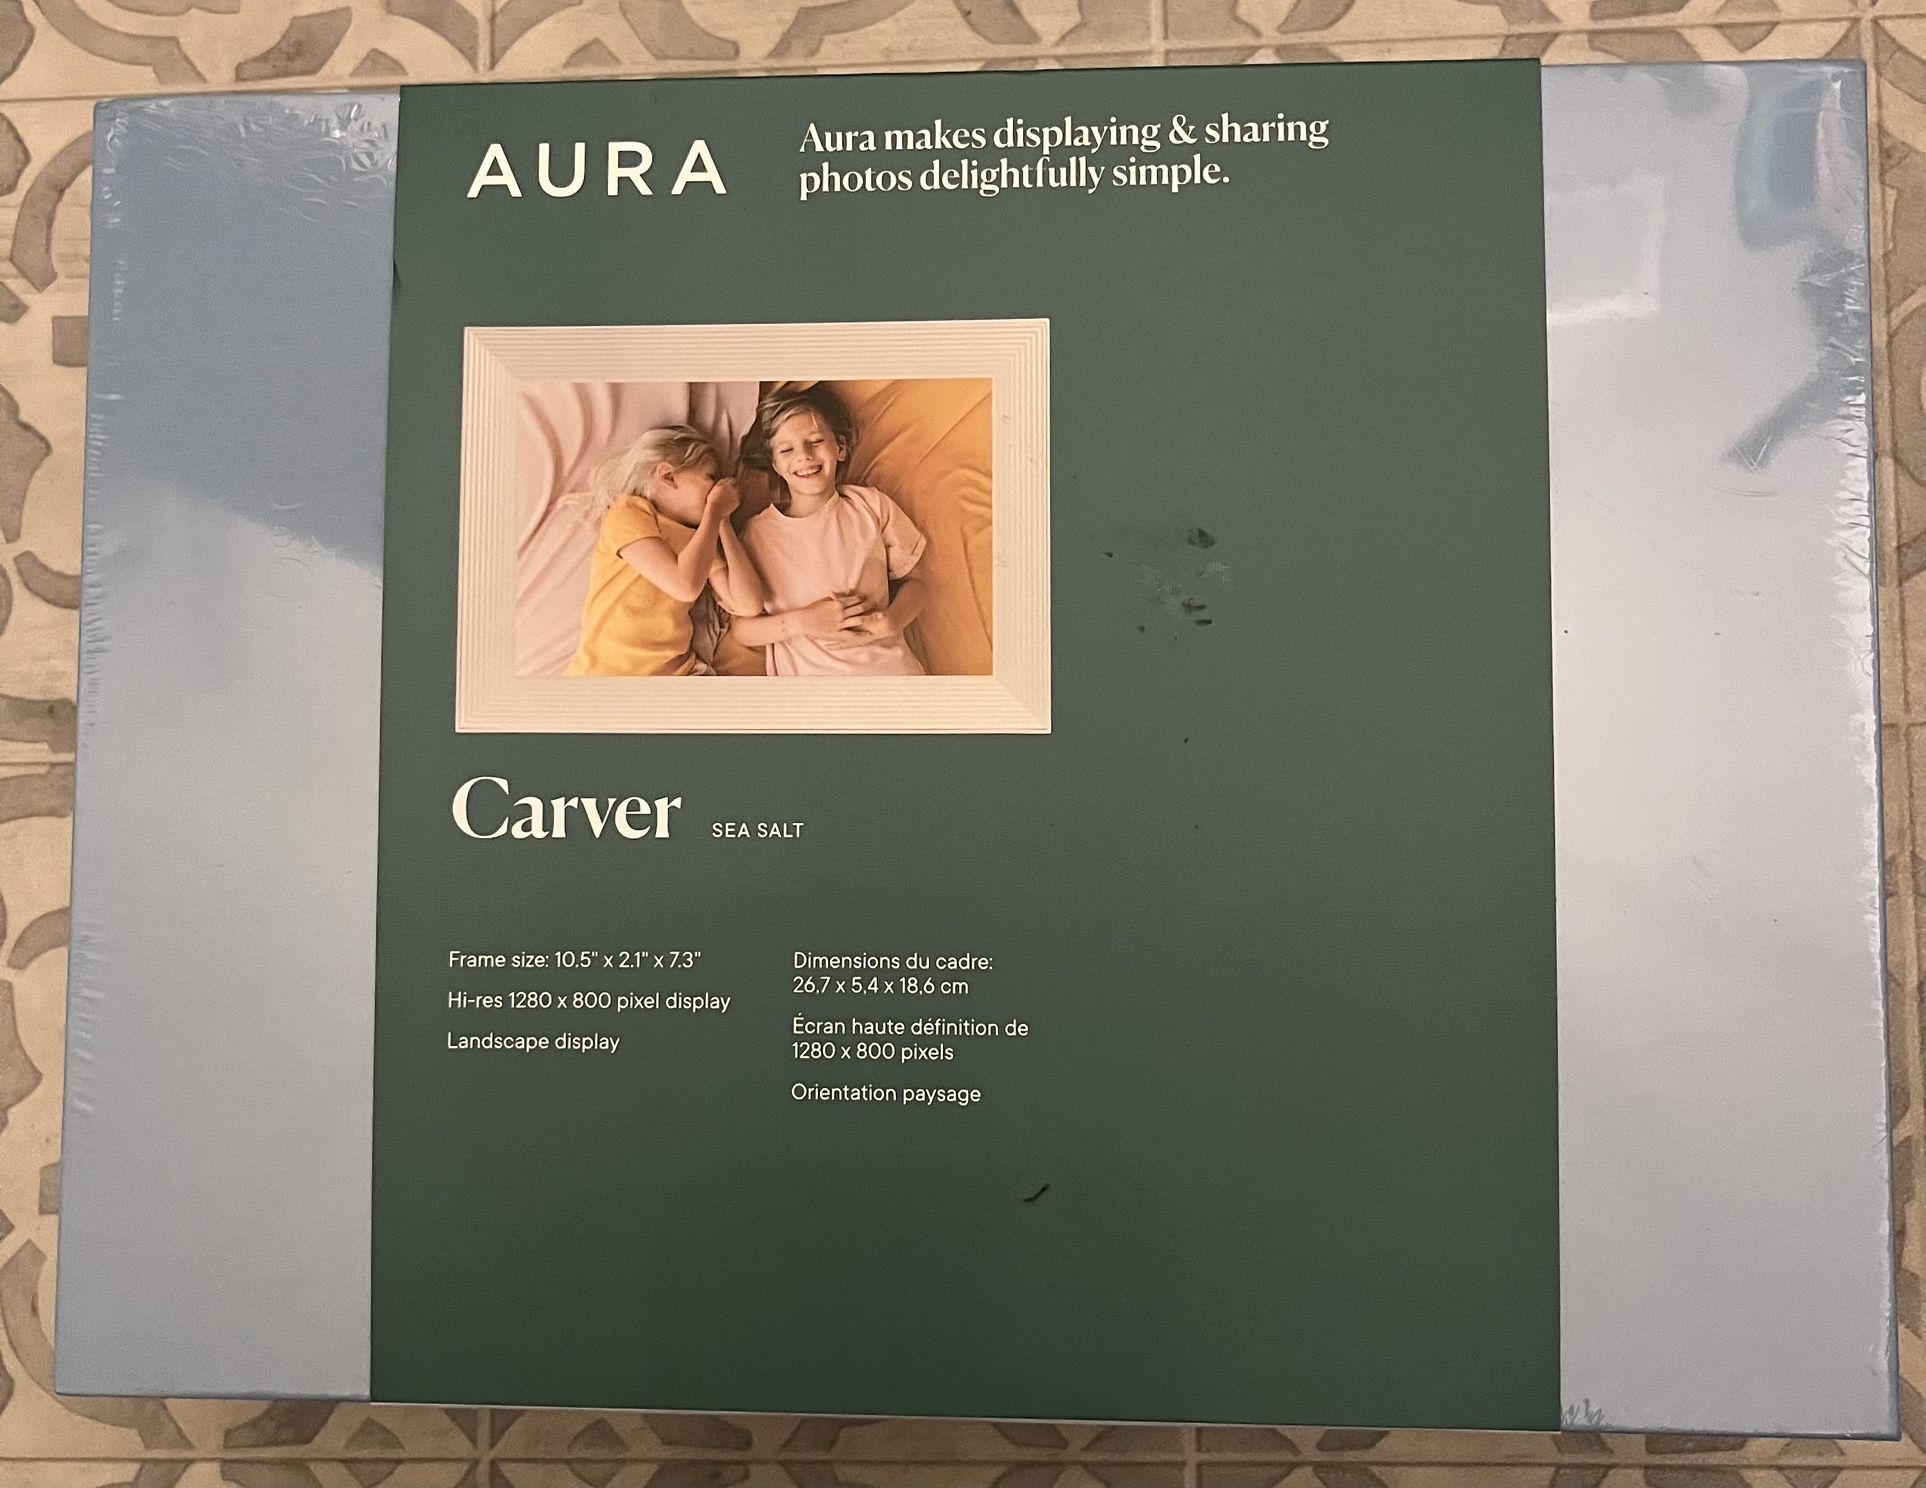 AURA
Aura makes displaying & sharing
photos delightfully simple.
Carver SEA SALT
Frame size: 10.5" x 2.1" x 7.3"
Hi-res 1280 x 800 pixel display
Landscape display
Dimensions du cadre:
26,7 x 5,4 x 18,6 cm
Écran haute définition de
1280 x 800 pixels
Orientation paysage